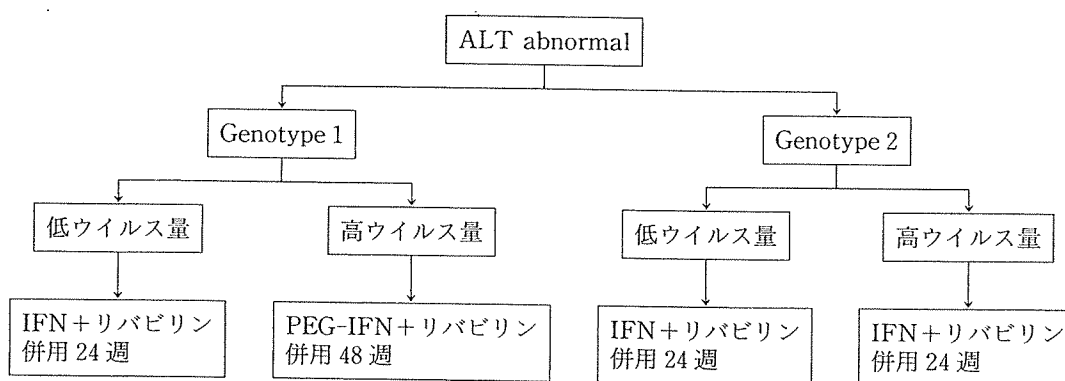 ALT abnormal
Genotype 1
Genotype 2
低ウイルス量
高ウイルス量
低ウイルス量
高ウイルス量
IFN+リバビリン
併用 24 週
PEG-IFN+リバビリン
併用 48 週
IFN+リバビリン
併用 24 週
IFN+リバビリン
併用 24 週